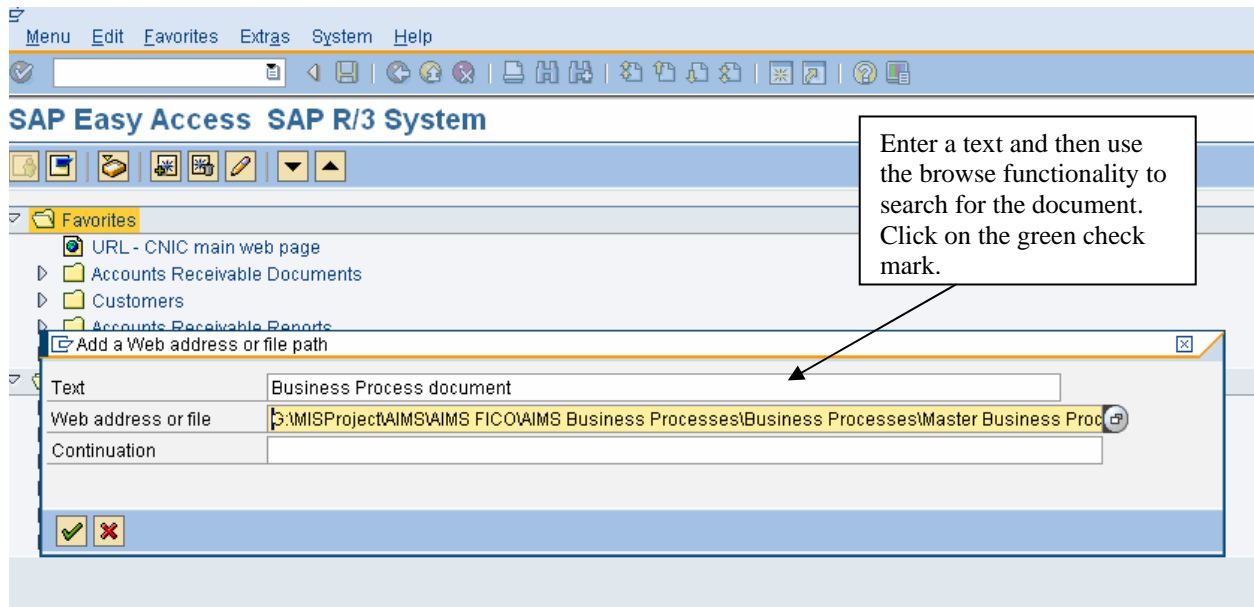 Menu Edit Favorites Extras System Help
SAP Easy Access SAP R/3 System
Enter a text and then use
the browse functionality to
search for the document.
Click on the green check
mark.
Favorites
URL - CNIC main web page
Accounts Receivable Documents
Customers
Accounts Receivable Reports
Add a Web address or file path
Text Business Process document
Web address or file :\MISProject\AIMS\AIMS FICO\AIMS Business Processes\Business Processes\Master Business Proc
Continuation